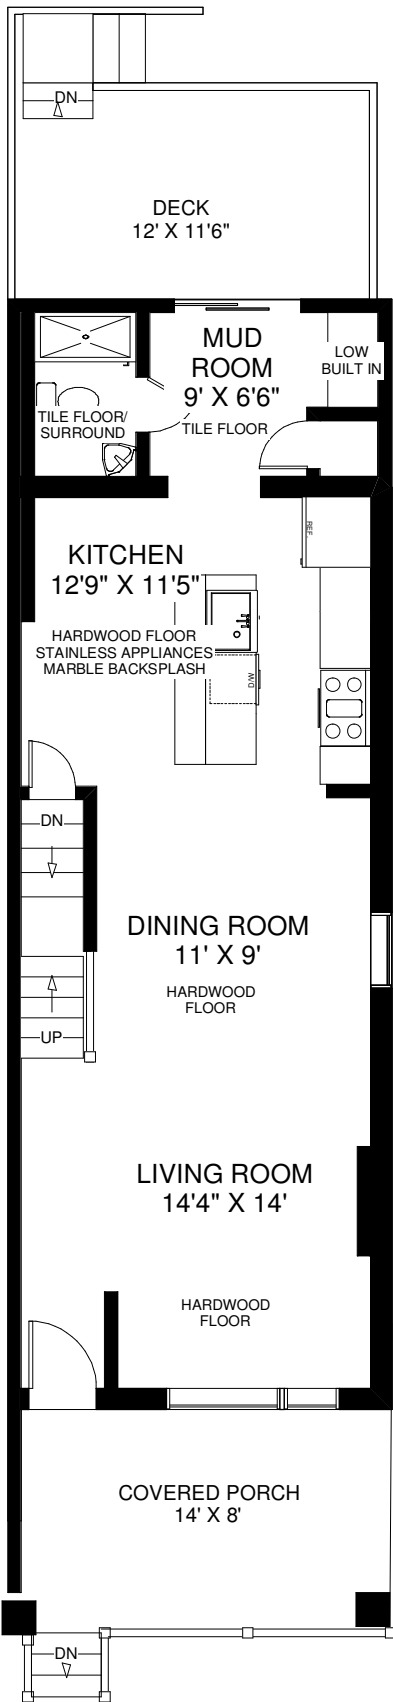 DN
DECK
12' X 11'6"
MUD
ROOM
9' X 6'6"
LOW
BUILT IN
TILE FLOOR/
SURROUND
TILE FLOOR
REF.
KITCHEN
12'9" X 11'5"
HARDWOOD FLOOR
STAINLESS APPLIANCES
MARBLE BACKSPLASH
D/W
DN
DINING ROOM
11' X 9'
HARDWOOD
FLOOR
UP
LIVING ROOM
14'4" X 14'
HARDWOOD
FLOOR
COVERED PORCH
14' X 8'
DN